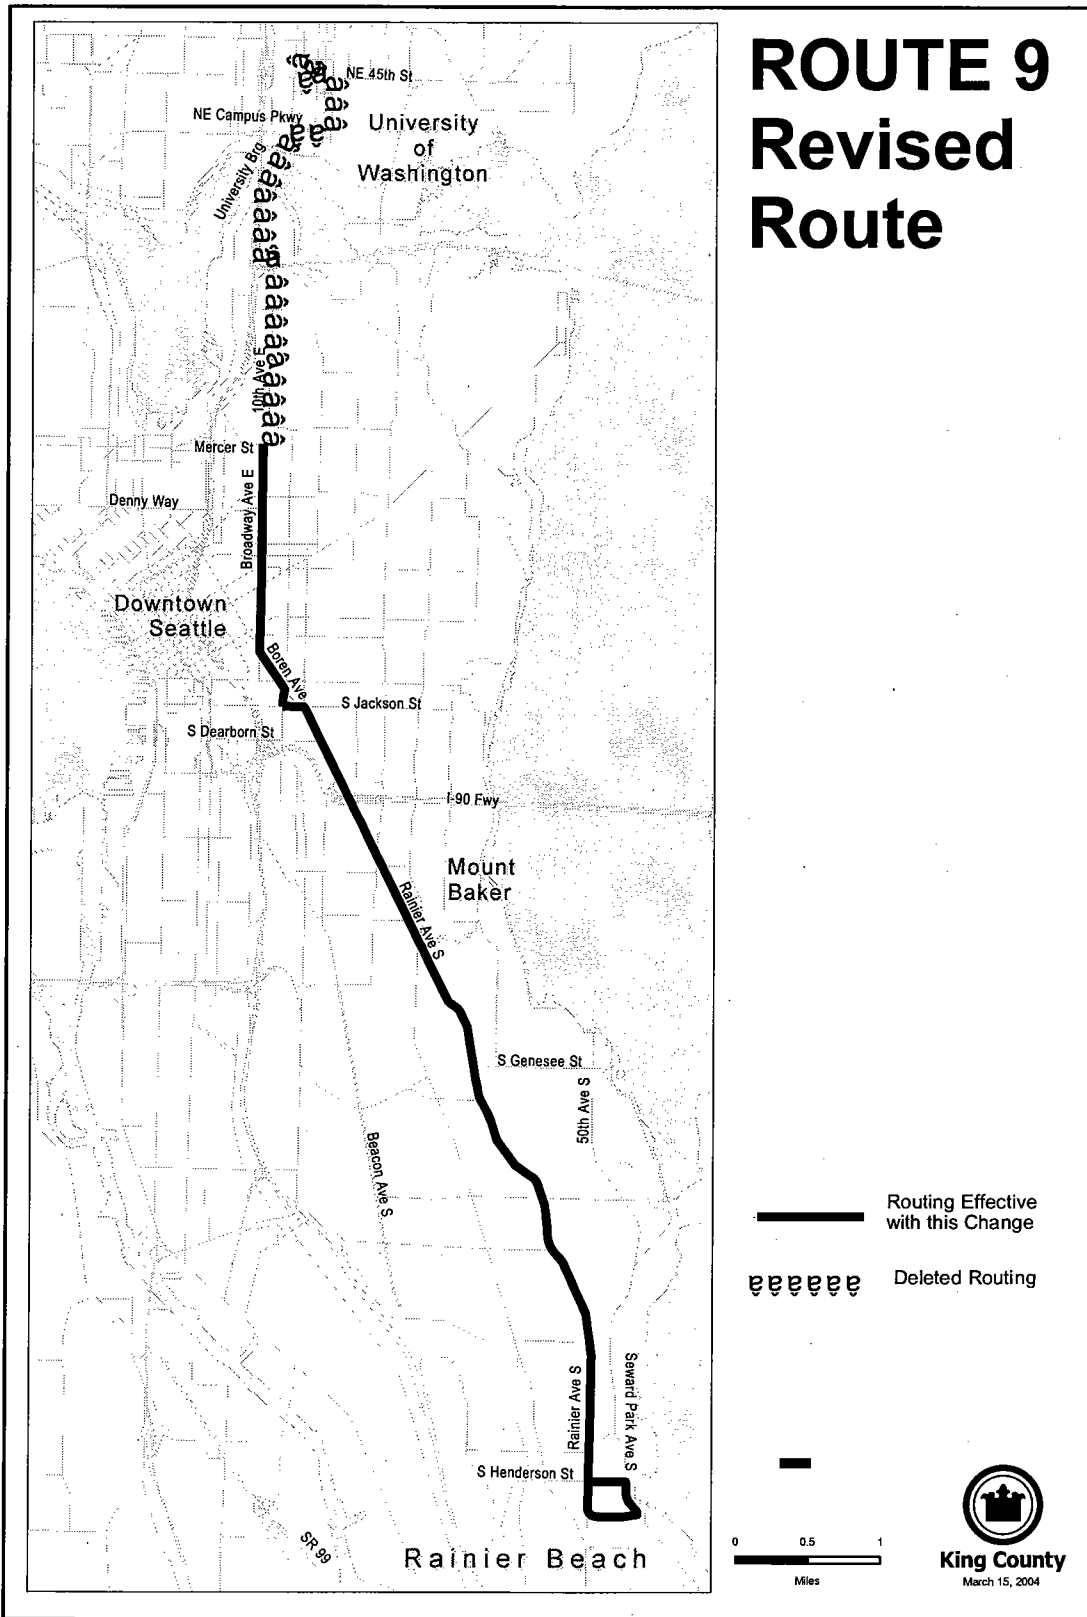 ROUTE 9
Revised
Route
NE 45th St
NE Campus Pkwy
University
of
Washington
University Brg
10th Ave E
Mercer St
Broadway Ave E
Denny Way
Downtown
Seattle
Boren Ave
S Jackson St
S Dearborn St
I-90 Fwy
Mount
Baker
Rainier Ave S
S Genesee St
50th Ave S
Beacon Ave S
Routing Effective
with this Change
Deleted Routing
Rainier Ave S
Seward Park Ave S
S Henderson St
SR 99
Rainier Beach
0 0.5 1
Miles
King County
March 15, 2004